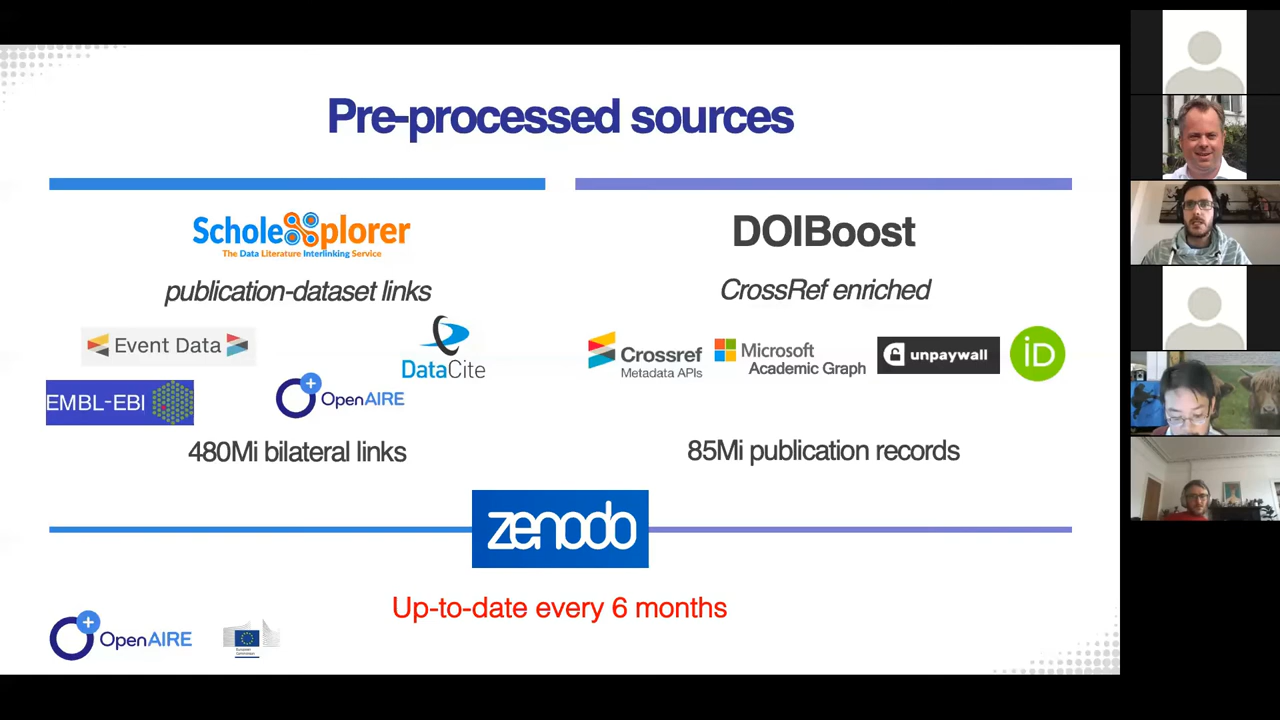 Pre-processed sources
ScholeXplorer
The Data Literature Interlinking Service
publication-dataset links
Event Data
DataCite
EMBL-EBI
OpenAIRE
480Mi bilateral links
DOIBoost
CrossRef enriched
Crossref
Metadata APIs
Microsoft
Academic Graph
unpaywall
iD
85Mi publication records
zenodo
Up-to-date every 6 months
OpenAIRE
European
Commission